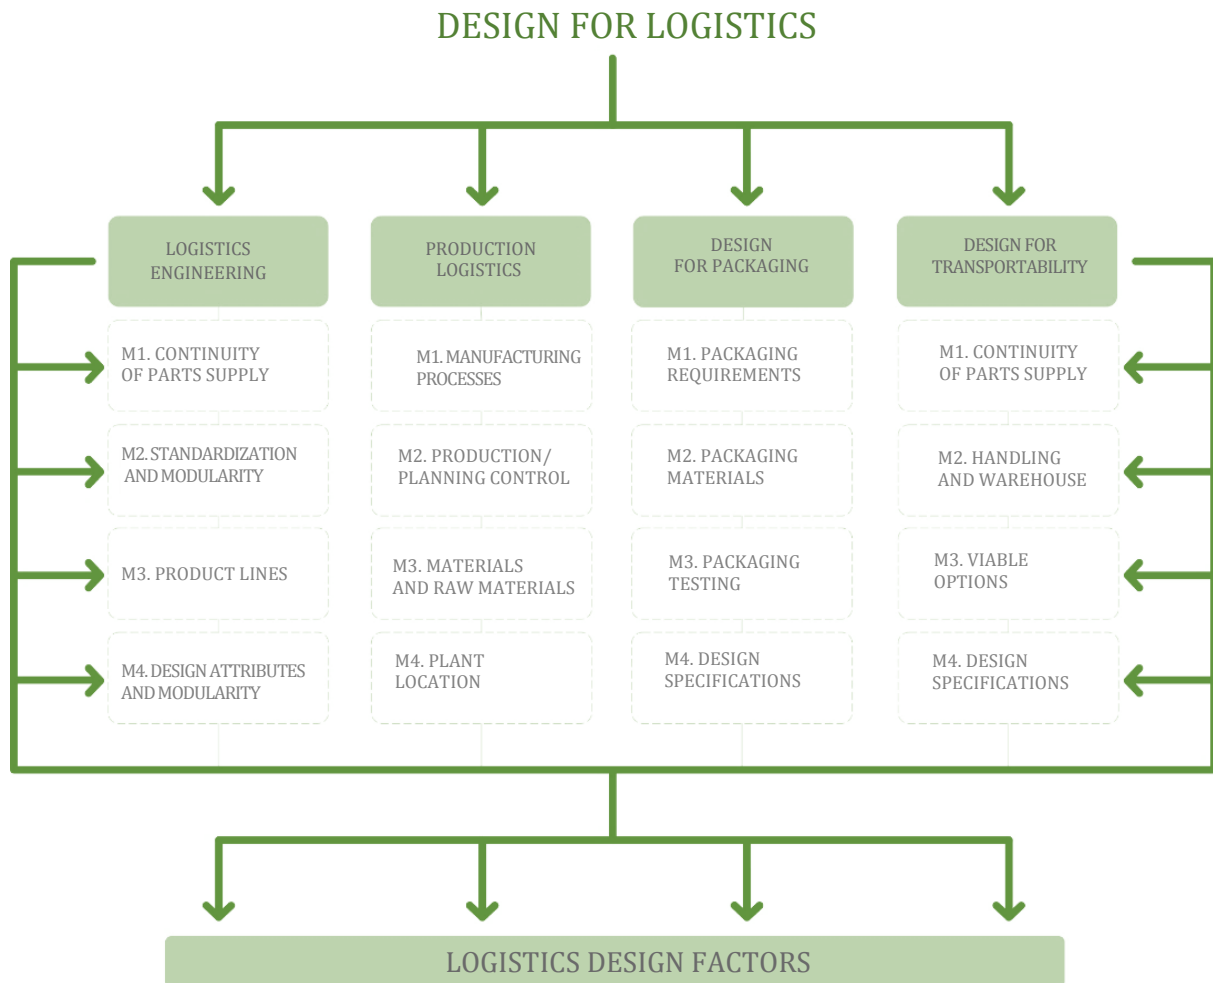 DESIGN FOR LOGISTICS
LOGISTICS
ENGINEERING
M1. CONTINUITY
OF PARTS SUPPLY
M2. STANDARDIZATION
AND MODULARITY
M3. PRODUCT LINES
M4. DESIGN ATTRIBUTES
AND MODULARITY
PRODUCTION
LOGISTICS
M1. MANUFACTURING
PROCESSES
M2. PRODUCTION/
PLANNING CONTROL
M3. MATERIALS
AND RAW MATERIALS
M4. PLANT
LOCATION
DESIGN
FOR PACKAGING
M1. PACKAGING
REQUIREMENTS
M2. PACKAGING
MATERIALS
M3. PACKAGING
TESTING
M4. DESIGN
SPECIFICATIONS
DESIGN FOR
TRANSPORTABILITY
M1. CONTINUITY
OF PARTS SUPPLY
M2. HANDLING
AND WAREHOUSE
M3. VIABLE
OPTIONS
M4. DESIGN
SPECIFICATIONS
LOGISTICS DESIGN FACTORS